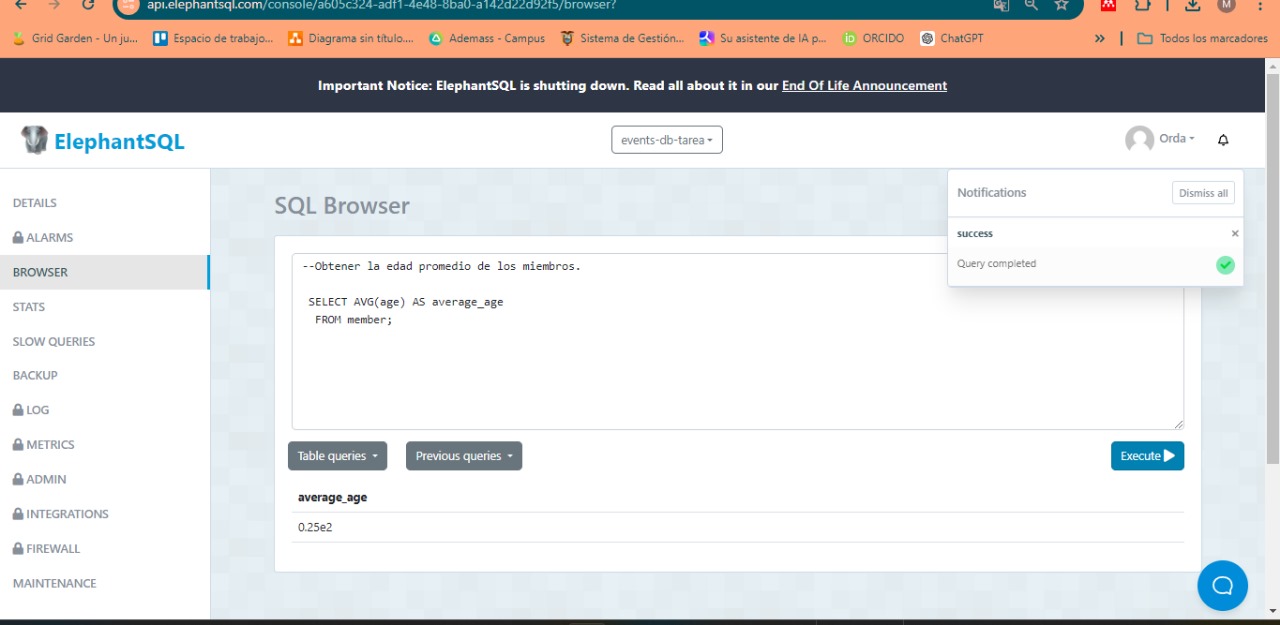 api.elephantsql.com/console/a605c324-adf1-4e48-8ba0-a142d22d92f5/browser?
M
Grid Garden - Un ju... Espacio de trabajo... Diagrama sin título.... Ademass - Campus Sistema de Gestión... Su asistente de IA p... ORCIDO ChatGPT » Todos los marcadores
Important Notice: ElephantSQL is shutting down. Read all about it in our End Of Life Announcement
ElephantSQL
events-db-tarea
Orda
DETAILS
ALARMS
BROWSER
STATS
SLOW QUERIES
BACKUP
LOG
METRICS
ADMIN
INTEGRATIONS
FIREWALL
MAINTENANCE
SQL Browser
Notifications
Dismiss all
success
×
Query completed
--Obtener la edad promedio de los miembros.
SELECT AVG(age) AS average_age
FROM member;
Table queries
Previous queries
Execute
average_age
0.25e2